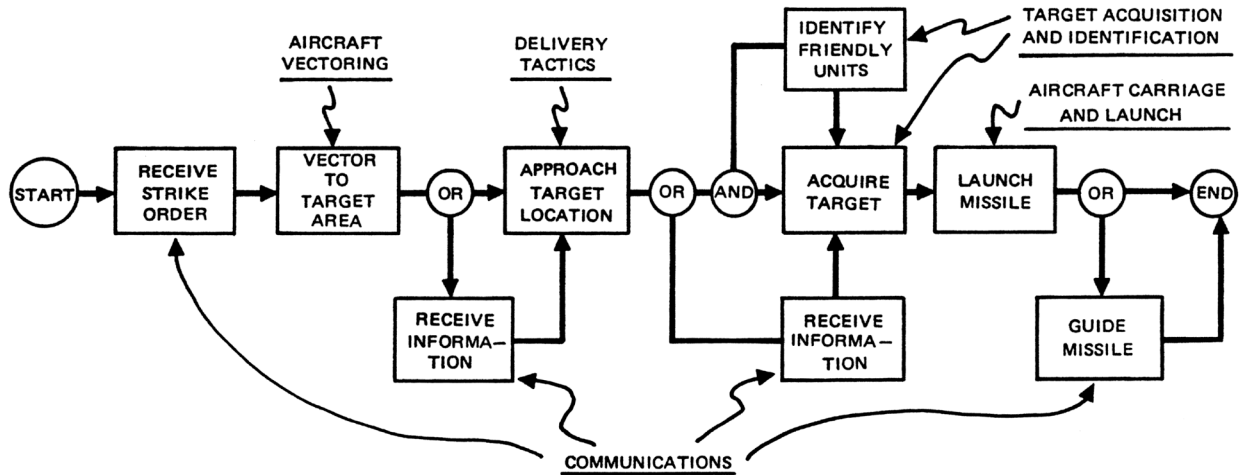 AIRCRAFT
VECTORING
DELIVERY
TACTICS
IDENTIFY
FRIENDLY
UNITS
TARGET ACQUISITION
AND IDENTIFICATION
AIRCRAFT CARRIAGE
AND LAUNCH
START
RECEIVE
STRIKE
ORDER
VECTOR
TO
TARGET
AREA
OR
APPROACH
TARGET
LOCATION
OR
AND
ACQUIRE
TARGET
LAUNCH
MISSILE
OR
END
RECEIVE
INFORMA—
TION
RECEIVE
INFORMA—
TION
GUIDE
MISSILE
COMMUNICATIONS